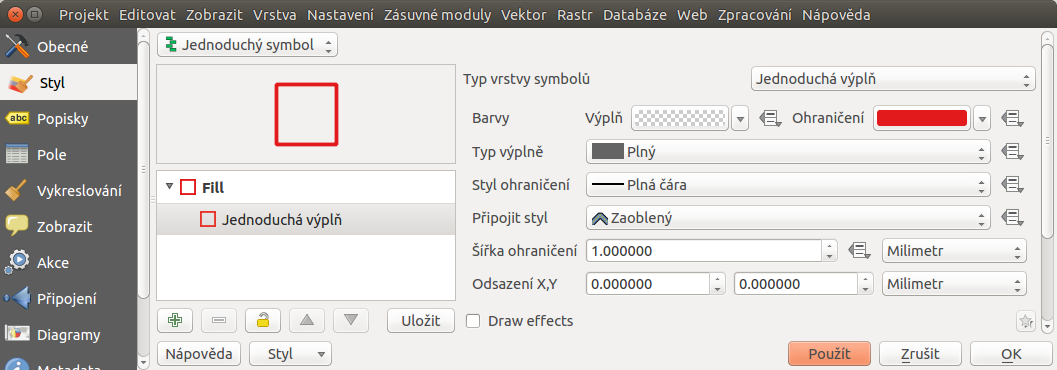 Projekt Editovat Zobrazit Vrstva Nastavení Zásuvné moduly Vektor Rastr Databáze Web Zpracování Nápověda
Obecné
Styl
abc Popisky
Pole
Vykreslování
Zobrazit
Akce
Připojení
Diagramy
Metadata
Jednoduchý symbol
Fill
Jednoduchá výplň
Uložit
Typ vrstvy symbolů Jednoduchá výplň
Barvy Výplň Ohraničení
Typ výplně Plný
Styl ohraničení Plná čára
Připojit styl Zaoblený
Šířka ohraničení 1.000000 Milimetr
Odsazení X,Y 0.000000 0.000000 Milimetr
Draw effects
Nápověda Styl Použít Zrušit OK